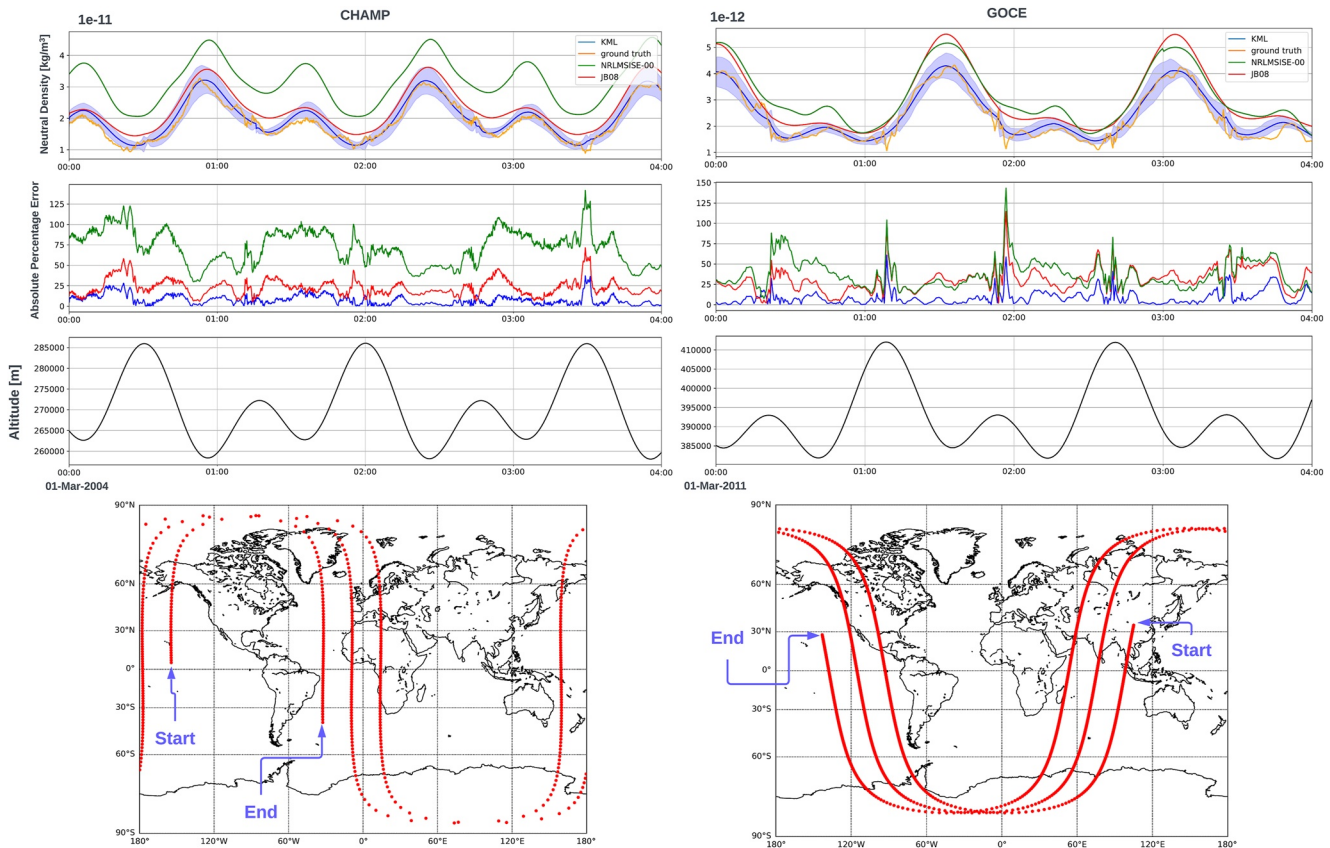 CHAMP
1e-11
Neutral Density [kg/m³]
4
3
2
1
KML
ground truth
NRLMSISE-00
JB08
00:00 01:00 02:00 03:00 04:00
Absolute Percentage Error
125
100
75
50
25
0
00:00 01:00 02:00 03:00 04:00
Altitude [m]
285000
280000
275000
270000
265000
260000
00:00 01:00 02:00 03:00 04:00
01-Mar-2004
90°N
60°N
30°N
0°
30°S
60°S
90°S
Start
End
180° 120°W 60°W 0° 60°E 120°E 180°
GOCE
1e-12
5
4
3
2
1
KML
ground truth
NRLMSISE-00
JB08
00:00 01:00 02:00 03:00 04:00
150
125
100
75
50
25
0
00:00 01:00 02:00 03:00 04:00
410000
405000
400000
395000
390000
385000
00:00 01:00 02:00 03:00 04:00
01-Mar-2011
90°N
60°N
30°N
0°
30°S
60°S
90°S
End
Start
180° 120°W 60°W 0° 60°E 120°E 180°